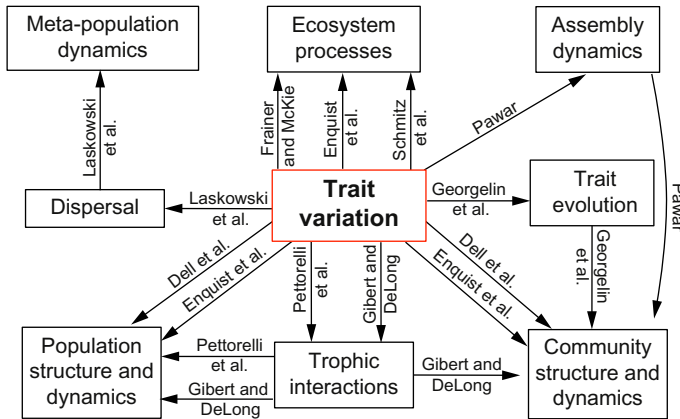 Meta-population
dynamics
Ecosystem
processes
Assembly
dynamics
Laskowski
et al.
Frainer
and McKie
Enquist
et al.
Schmitz
et al.
Pawar
Dispersal
Laskowski
et al.
Trait
variation
Georgelin
et al.
Trait
evolution
Pawar
Dell et al.
Enquist et al.
Pettorelli
et al.
Gibert and
DeLong
Dell et al.
Enquist et al.
Georgelin
et al.
Population
structure and
dynamics
Pettorelli
et al.
Gibert and
DeLong
Trophic
interactions
Gibert and
DeLong
Community
structure and
dynamics